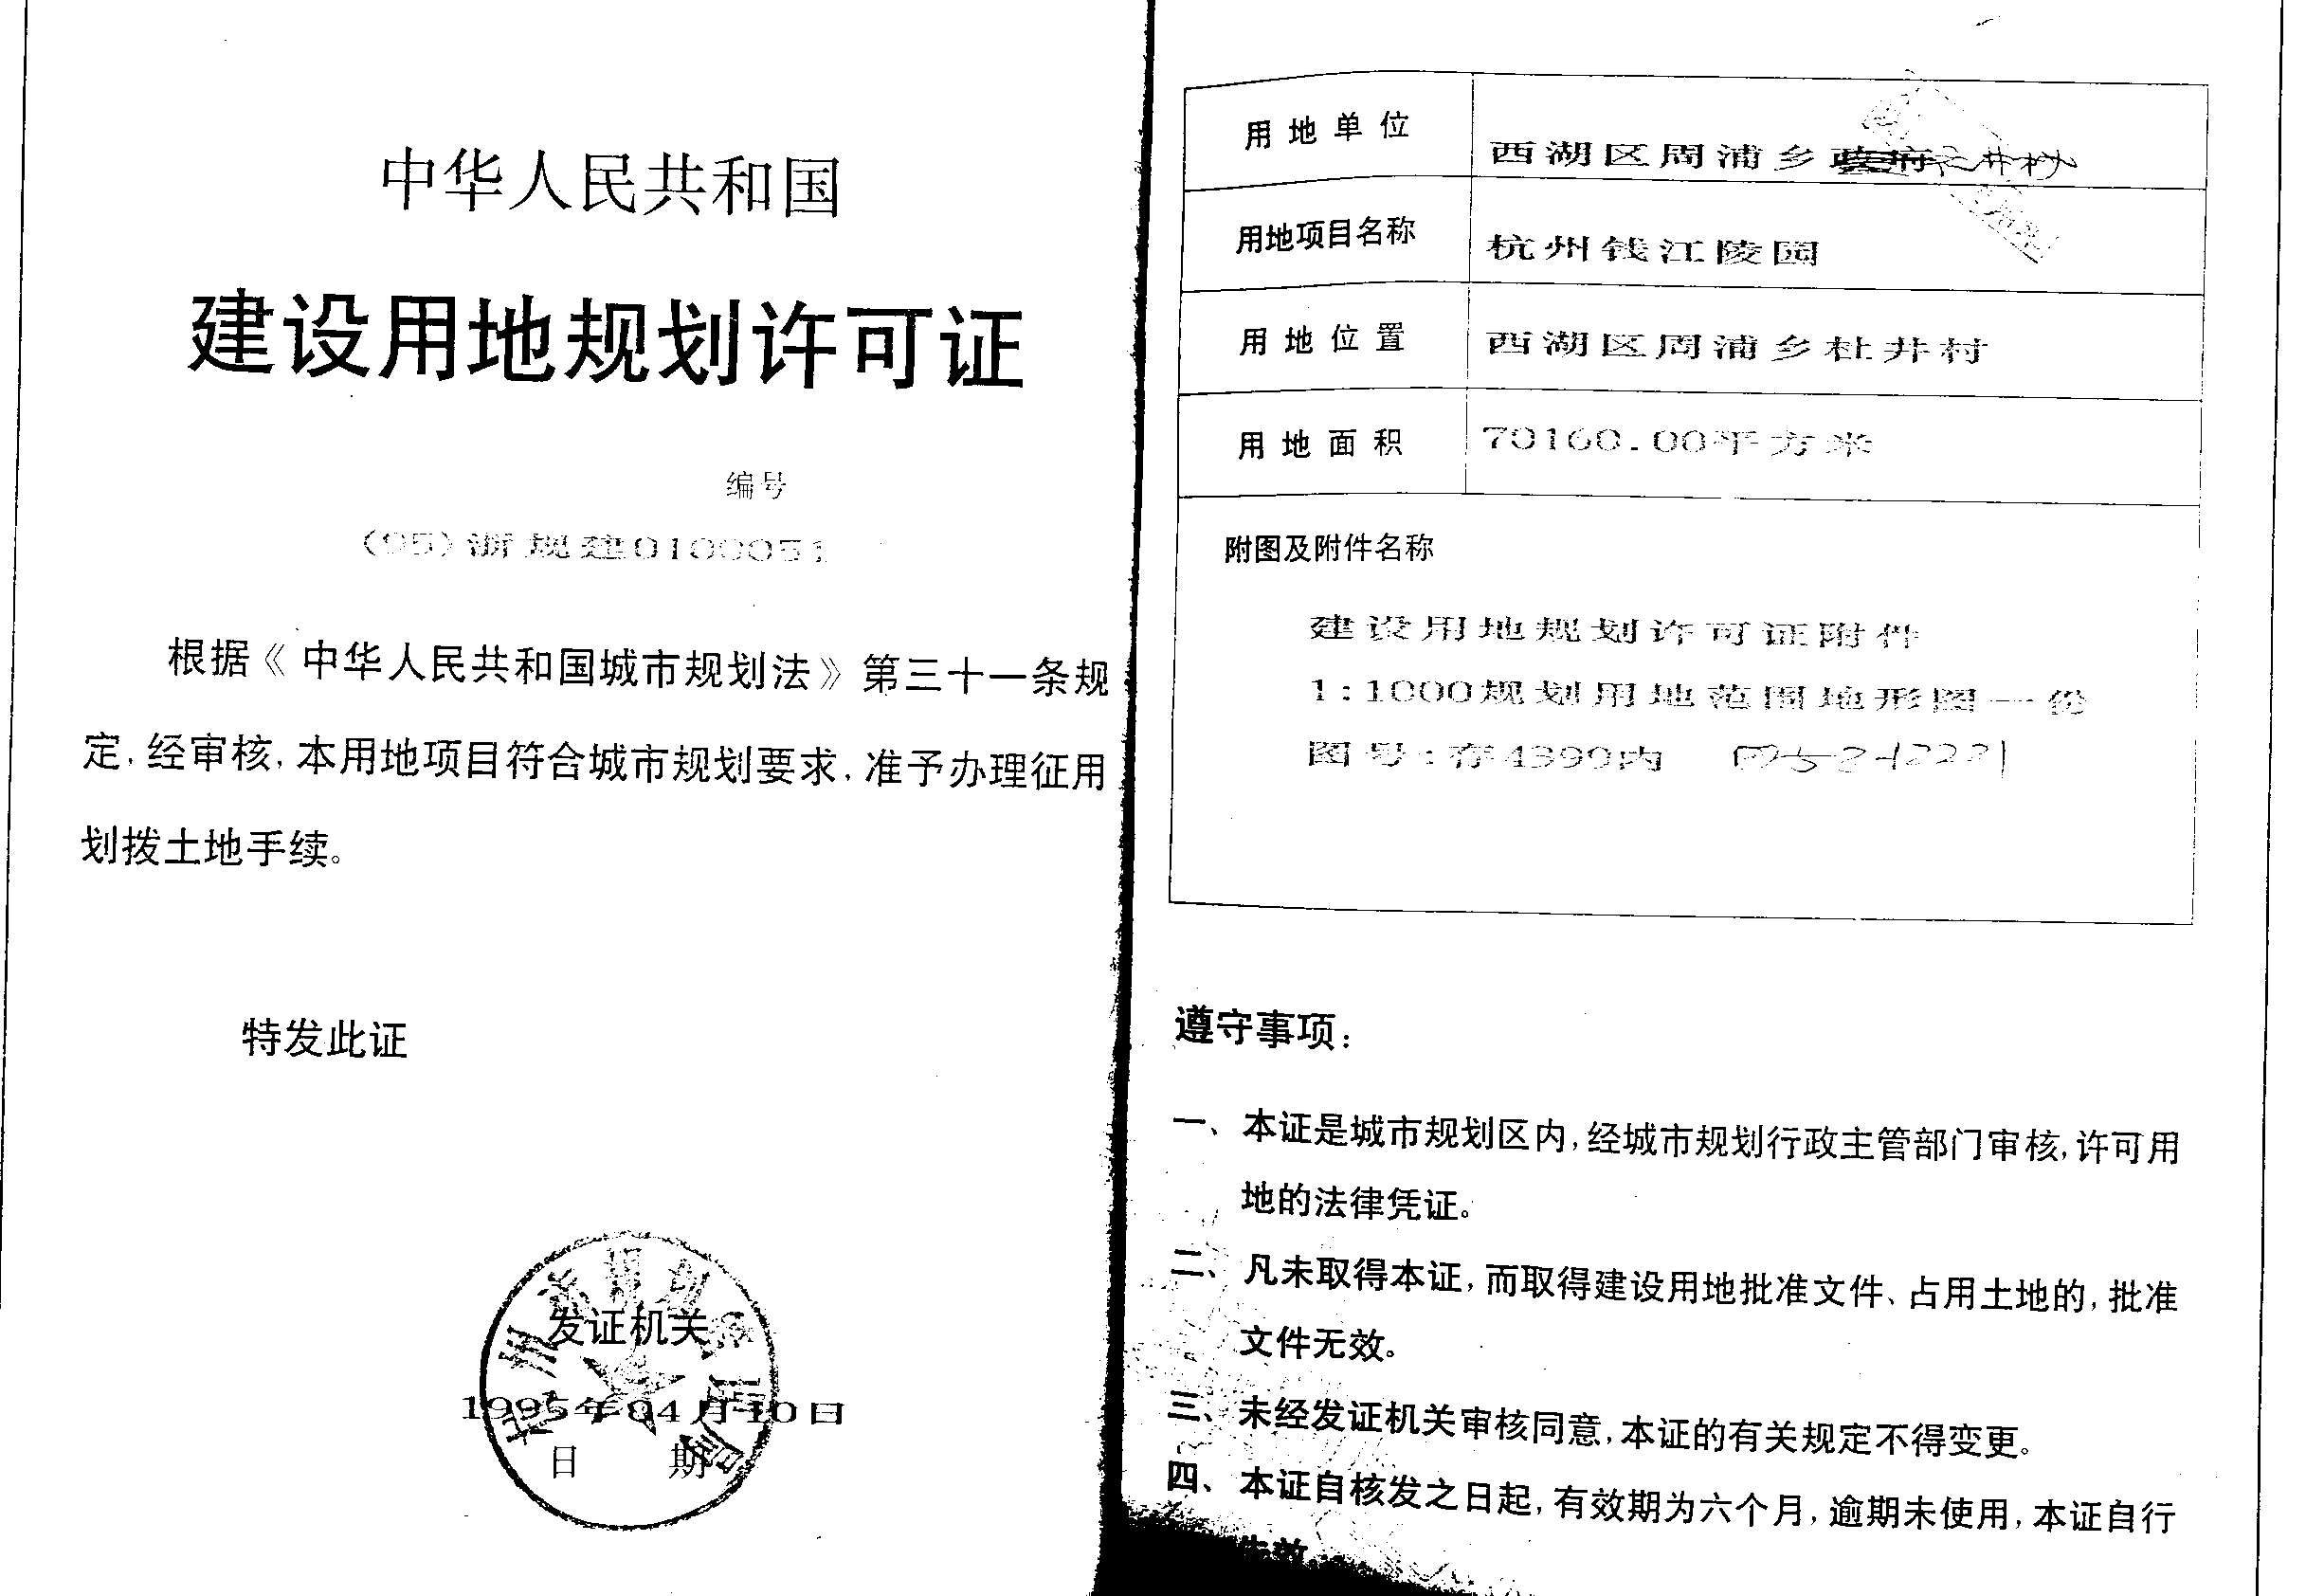 中华人民共和国
建设用地规划许可证
编号
(95)浙规建0100051
根据《中华人民共和国城市规划法》第三十一条规
定,经审核,本用地项目符合城市规划要求,准予办理征用
划拨土地手续。
特发此证
发证机关
1995年04月10日
日 期
用地单位 西湖区周浦乡
用地项目名称 杭州钱江陵园
用地位置 西湖区周浦乡杜井村
用地面积 70160.00平方米
附图及附件名称
建设用地规划许可证附件
1:1000规划用地范围地形图一份
图号:存4399内
遵守事项:
一、本证是城市规划区内,经城市规划行政主管部门审核,许可用
地的法律凭证。
二、凡未取得本证,而取得建设用地批准文件、占用土地的,批准
文件无效。
三、未经发证机关审核同意,本证的有关规定不得变更。
四、本证自核发之日起,有效期为六个月,逾期未使用,本证自行
失效